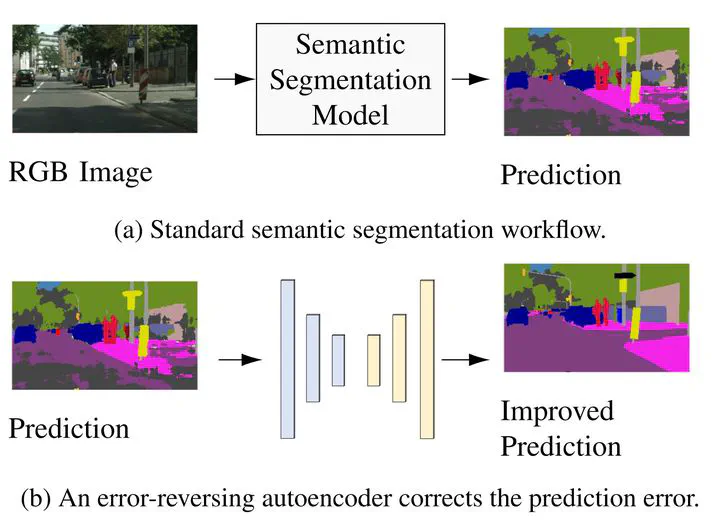 RGB Image
Semantic
Segmentation
Model
Prediction
(a) Standard semantic segmentation workflow.
Prediction
Improved
Prediction
(b) An error-reversing autoencoder corrects the prediction error.